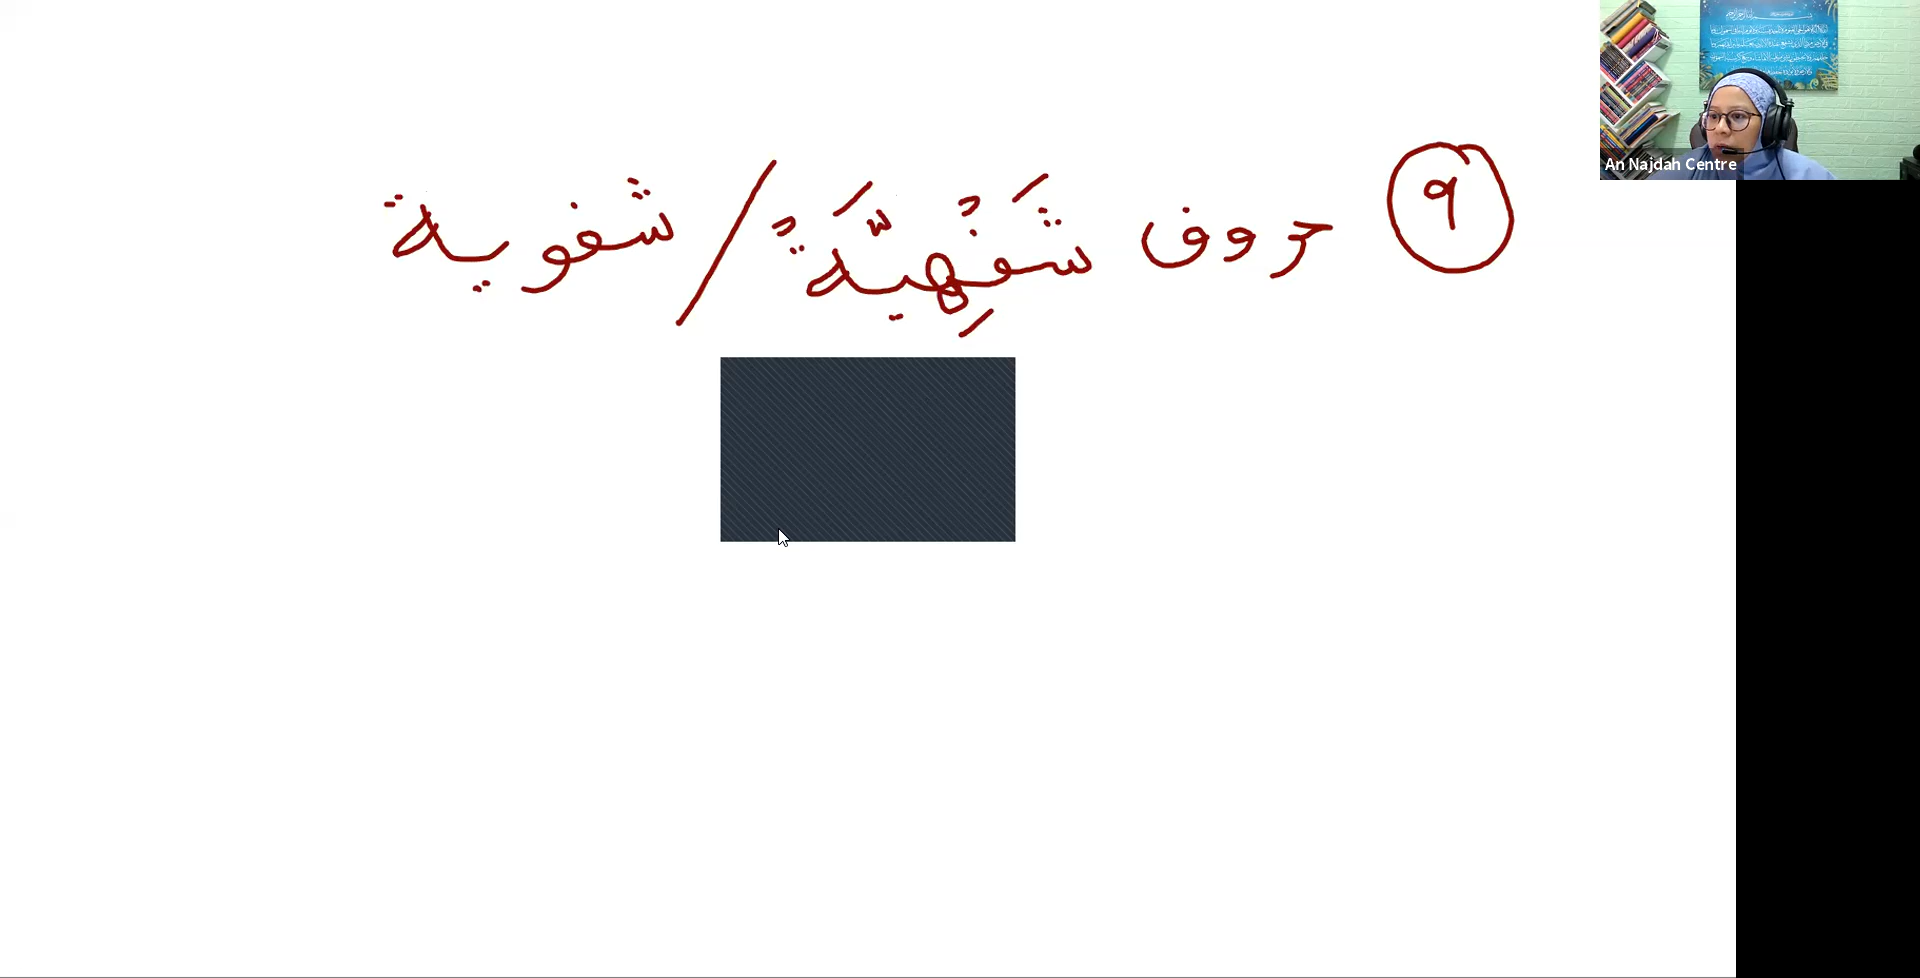 ٩ حروف شَفَهِيَّةٌ / شفوية
An Najdah Centre